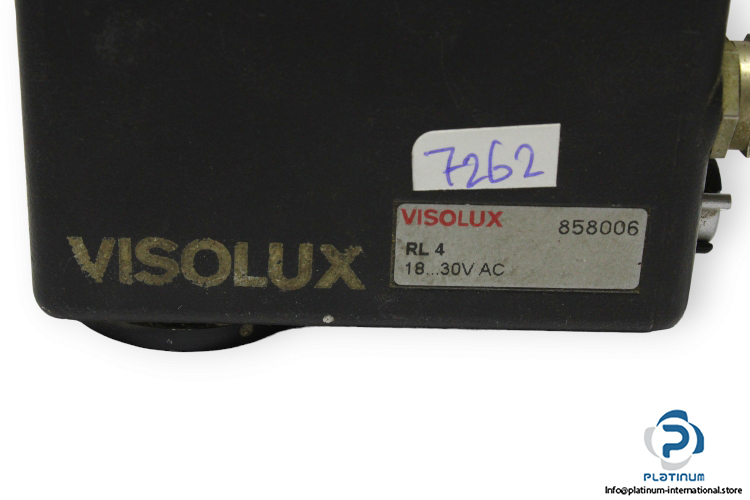 7262
VISOLUX
VISOLUX 858006
RL 4
18...30V AC
PLATINUM
Info@platinum-international.store